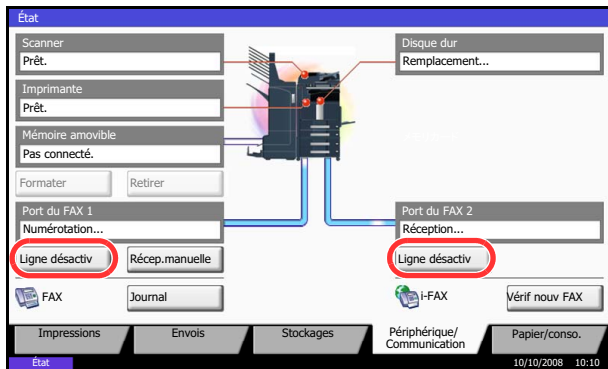 État
Scanner
Prêt.
Disque dur
Remplacement...
Imprimante
Prêt.
Mémoire amovible
Pas connecté.
Formater
Retirer
Port du FAX 1
Numérotation...
Port du FAX 2
Réception...
Ligne désactiv
Récep.manuelle
Ligne désactiv
FAX
Journal
i-FAX
Vérif nouv FAX
Impressions
Envois
Stockages
Périphérique/
Communication
Papier/conso.
État
10/10/2008 10:10